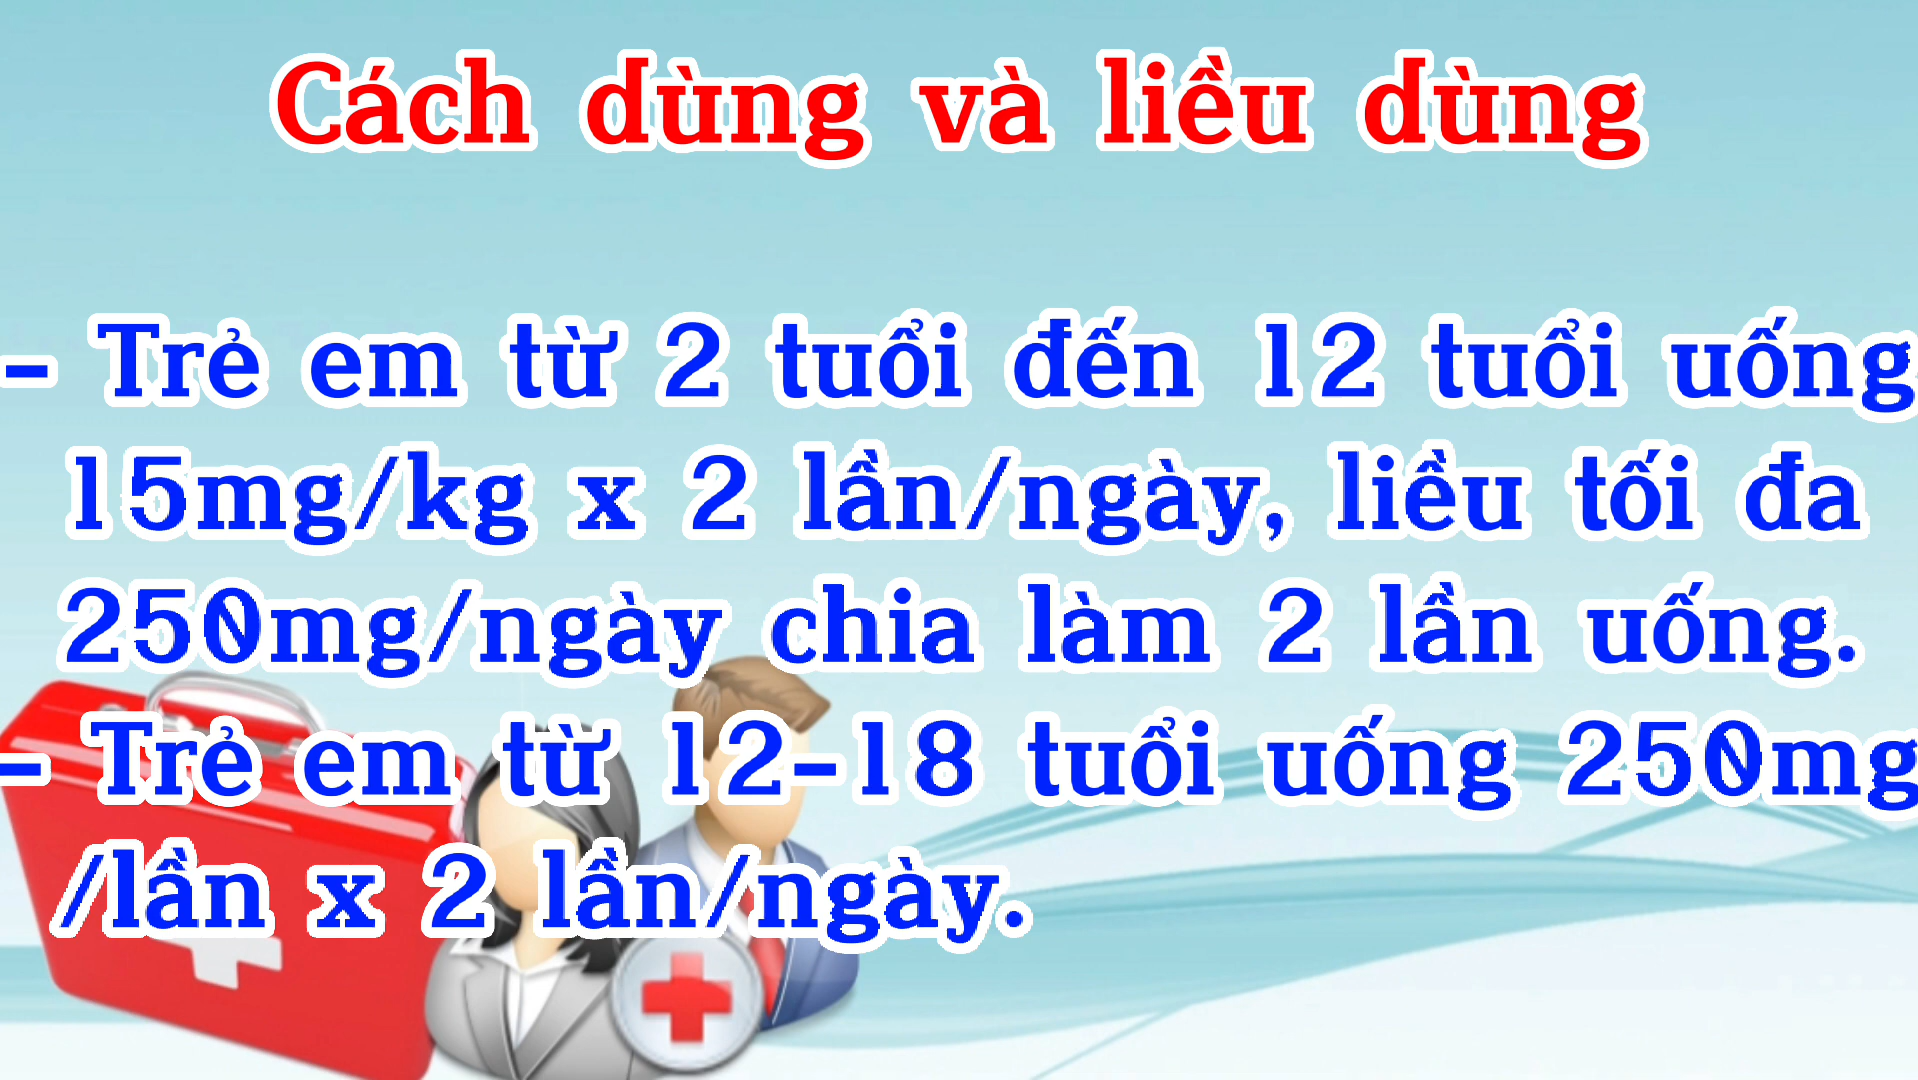 Cách dùng và liều dùng
- Trẻ em từ 2 tuổi đến 12 tuổi uống
15mg/kg x 2 lần/ngày, liều tối đa
250mg/ngày chia làm 2 lần uống.
- Trẻ em từ 12-18 tuổi uống 250mg
/lần x 2 lần/ngày.